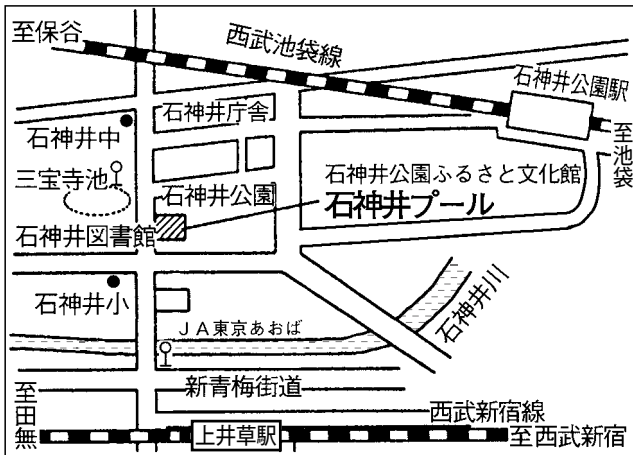 至保谷
西武池袋線
石神井公園駅
石神井庁舎
石神井中
至池袋
三宝寺池
石神井公園
石神井公園ふるさと文化館
石神井プール
石神井図書館
石神井小
石神井川
JA東京あおば
新青梅街道
至田無
西武新宿線
上井草駅
至西武新宿